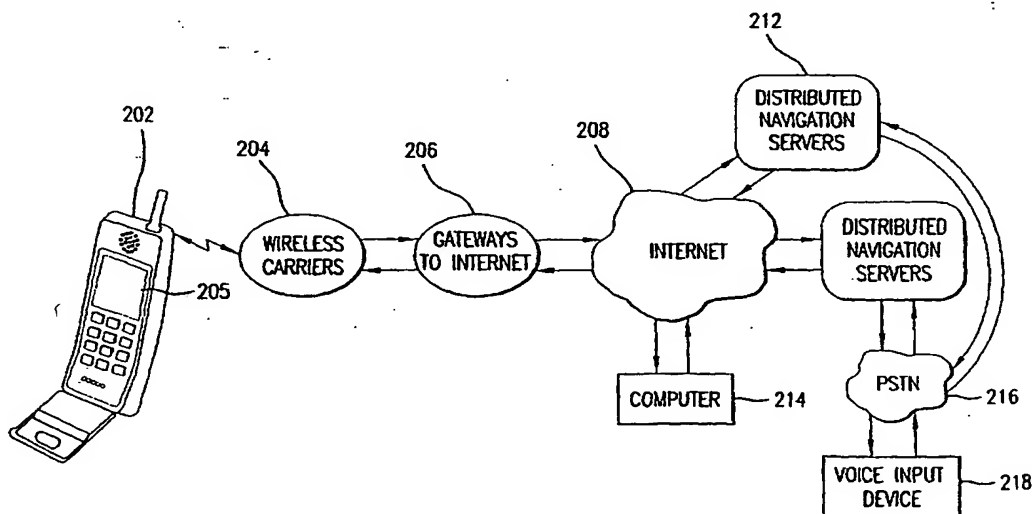 212
DISTRIBUTED
NAVIGATION
SERVERS
202
204
206
208
WIRELESS
CARRIERS
GATEWAYS
TO INTERNET
INTERNET
DISTRIBUTED
NAVIGATION
SERVERS
205
COMPUTER
214
PSTN
216
VOICE INPUT
DEVICE
218